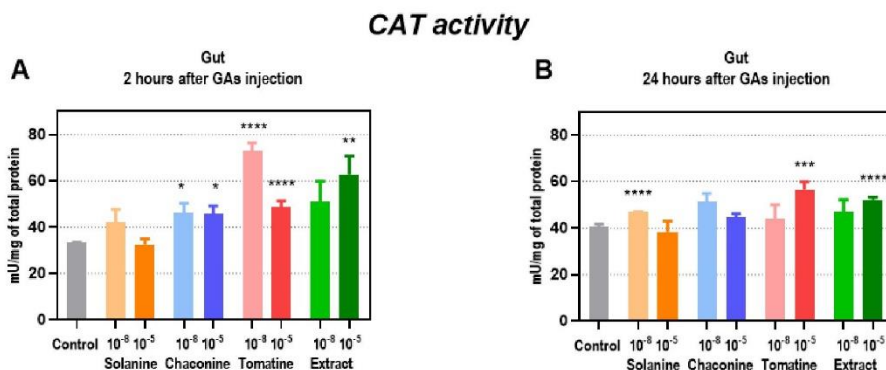 CAT activity
A
Gut
2 hours after GAs injection
mU/mg of total protein
80
60
40
20
0
*
*
****
****
**
Control
10⁻⁸ 10⁻⁵ 10⁻⁸ 10⁻⁵ 10⁻⁸ 10⁻⁵ 10⁻⁸ 10⁻⁵
Solanine Chaconine Tomatine Extract
B
Gut
24 hours after GAs injection
mU/mg of total protein
80
60
40
20
0
****
***
****
Control
10⁻⁸ 10⁻⁵ 10⁻⁸ 10⁻⁵ 10⁻⁸ 10⁻⁵ 10⁻⁸ 10⁻⁵
Solanine Chaconine Tomatine Extract